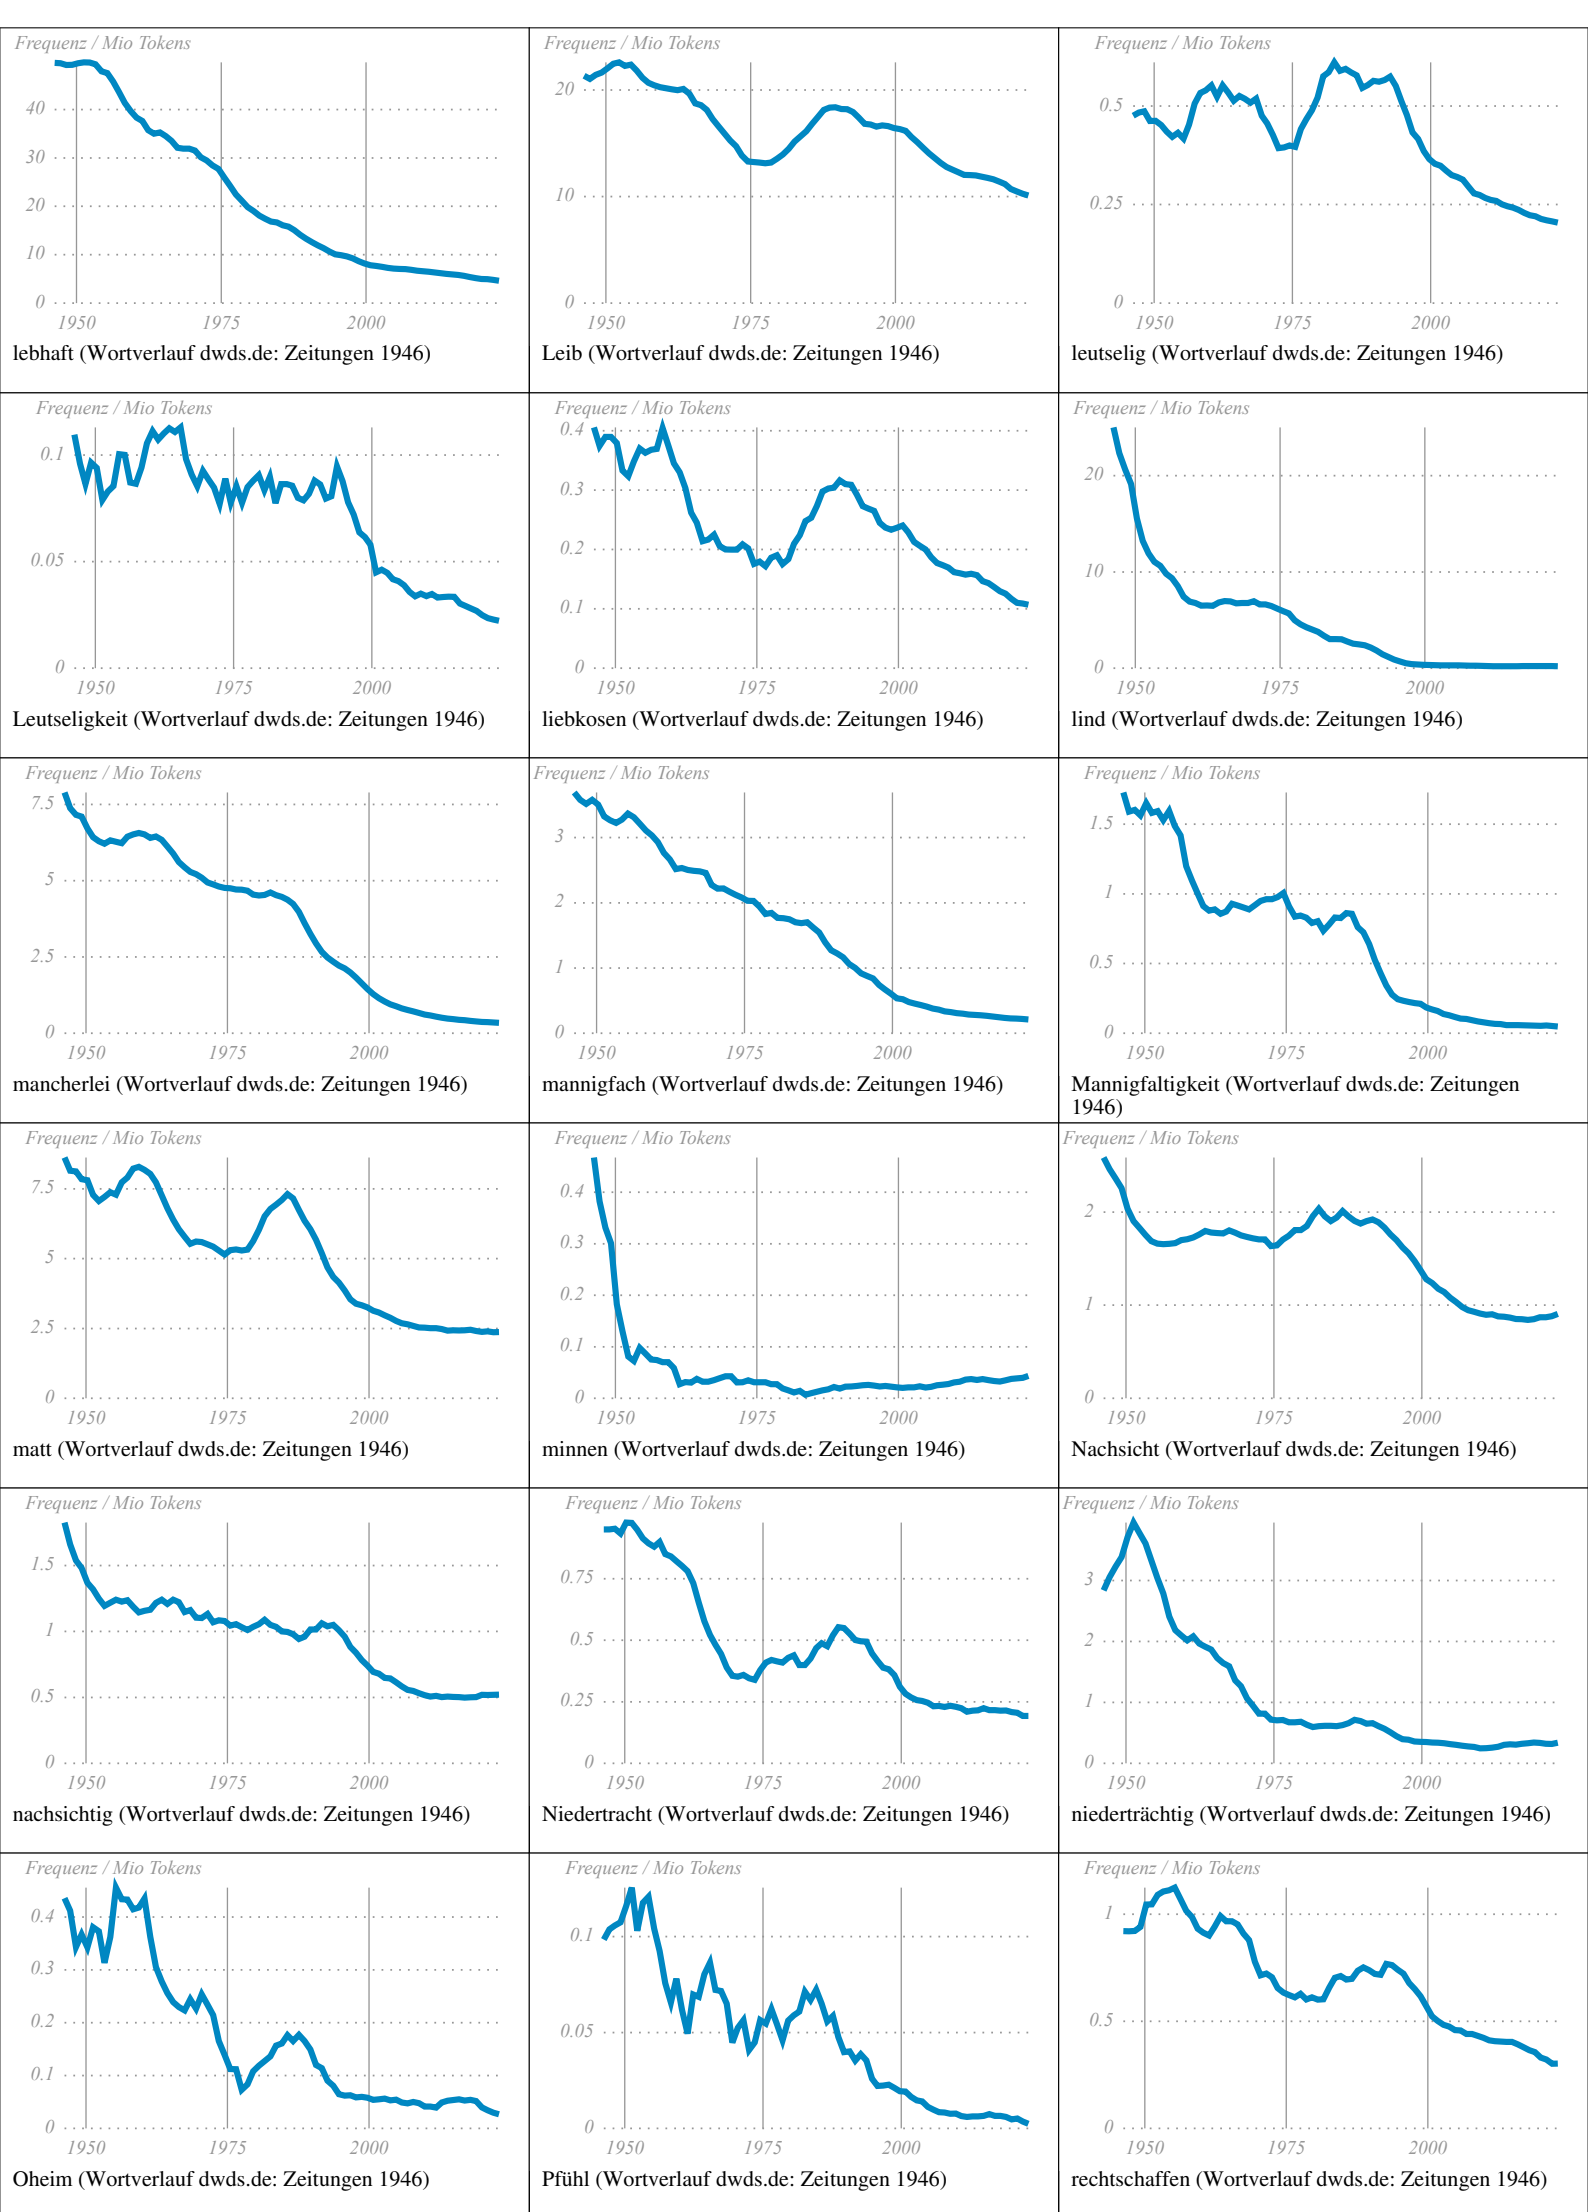 Frequenz / Mio Tokens
40
30
20
10
0
1950 1975 2000
lebhaft (Wortverlauf dwds.de: Zeitungen 1946)
Frequenz / Mio Tokens
20
10
0
1950 1975 2000
Leib (Wortverlauf dwds.de: Zeitungen 1946)
Frequenz / Mio Tokens
0.5
0.25
0
1950 1975 2000
leutselig (Wortverlauf dwds.de: Zeitungen 1946)
Frequenz / Mio Tokens
0.1
0.05
0
1950 1975 2000
Leutseligkeit (Wortverlauf dwds.de: Zeitungen 1946)
Frequenz / Mio Tokens
0.4
0.3
0.2
0.1
0
1950 1975 2000
liebkosen (Wortverlauf dwds.de: Zeitungen 1946)
Frequenz / Mio Tokens
20
10
0
1950 1975 2000
lind (Wortverlauf dwds.de: Zeitungen 1946)
Frequenz / Mio Tokens
7.5
5
2.5
0
1950 1975 2000
mancherlei (Wortverlauf dwds.de: Zeitungen 1946)
Frequenz / Mio Tokens
3
2
1
0
1950 1975 2000
mannigfach (Wortverlauf dwds.de: Zeitungen 1946)
Frequenz / Mio Tokens
1.5
1
0.5
0
1950 1975 2000
Mannigfaltigkeit (Wortverlauf dwds.de: Zeitungen
1946)
Frequenz / Mio Tokens
7.5
5
2.5
0
1950 1975 2000
matt (Wortverlauf dwds.de: Zeitungen 1946)
Frequenz / Mio Tokens
0.4
0.3
0.2
0.1
0
1950 1975 2000
minnen (Wortverlauf dwds.de: Zeitungen 1946)
Frequenz / Mio Tokens
2
1
0
1950 1975 2000
Nachsicht (Wortverlauf dwds.de: Zeitungen 1946)
Frequenz / Mio Tokens
1.5
1
0.5
0
1950 1975 2000
nachsichtig (Wortverlauf dwds.de: Zeitungen 1946)
Frequenz / Mio Tokens
0.75
0.5
0.25
0
1950 1975 2000
Niedertracht (Wortverlauf dwds.de: Zeitungen 1946)
Frequenz / Mio Tokens
3
2
1
0
1950 1975 2000
niederträchtig (Wortverlauf dwds.de: Zeitungen 1946)
Frequenz / Mio Tokens
0.4
0.3
0.2
0.1
0
1950 1975 2000
Oheim (Wortverlauf dwds.de: Zeitungen 1946)
Frequenz / Mio Tokens
0.1
0.05
0
1950 1975 2000
Pfühl (Wortverlauf dwds.de: Zeitungen 1946)
Frequenz / Mio Tokens
1
0.5
0
1950 1975 2000
rechtschaffen (Wortverlauf dwds.de: Zeitungen 1946)